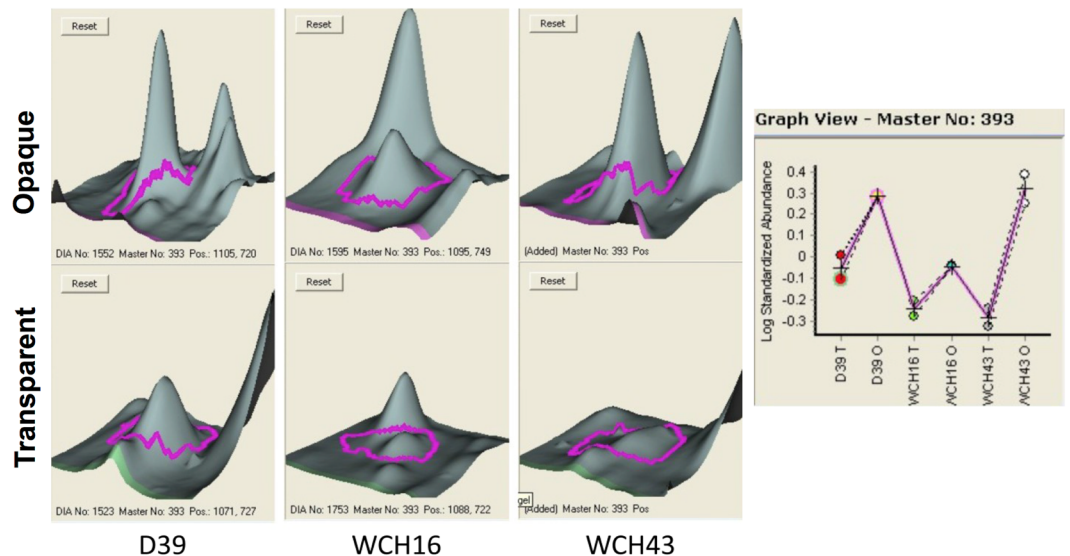 Opaque
Reset
DIA No: 1552 Master No: 393 Pos.: 1105, 720
Reset
DIA No: 1595 Master No: 393 Pos.: 1095, 749
Reset
(Added) Master No: 393 Pos
Transparent
Reset
DIA No: 1523 Master No: 393 Pos.: 1071, 727
Reset
DIA No: 1753 Master No: 393 Pos.: 1088, 722
Reset
gel
(Added) Master No: 393 Pos
D39
WCH16
WCH43
Graph View - Master No: 393
Log Standardized Abundance
0.4
0.3
0.2
0.1
0
-0.1
-0.2
-0.3
D39 T
D39 O
WCH16 T
WCH16 O
WCH43 T
WCH43 O